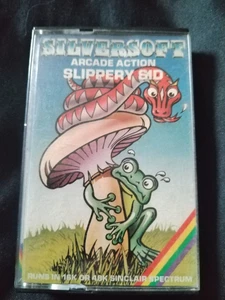 SILVERSOFT
ARCADE ACTION
SLIPPERY SID
RUNS IN 16K OR 48K SINCLAIR SPECTRUM